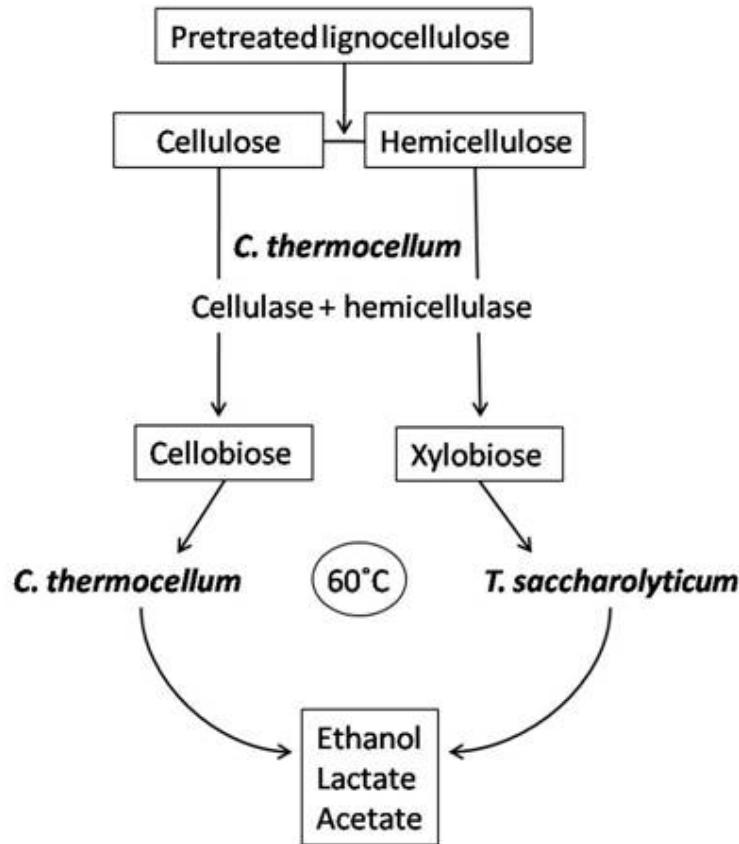 Pretreated lignocellulose
Cellulose
Hemicellulose
C. thermocellum
Cellulase + hemicellulase
Cellobiose
Xylobiose
C. thermocellum
60˚C
T. saccharolyticum
Ethanol
Lactate
Acetate